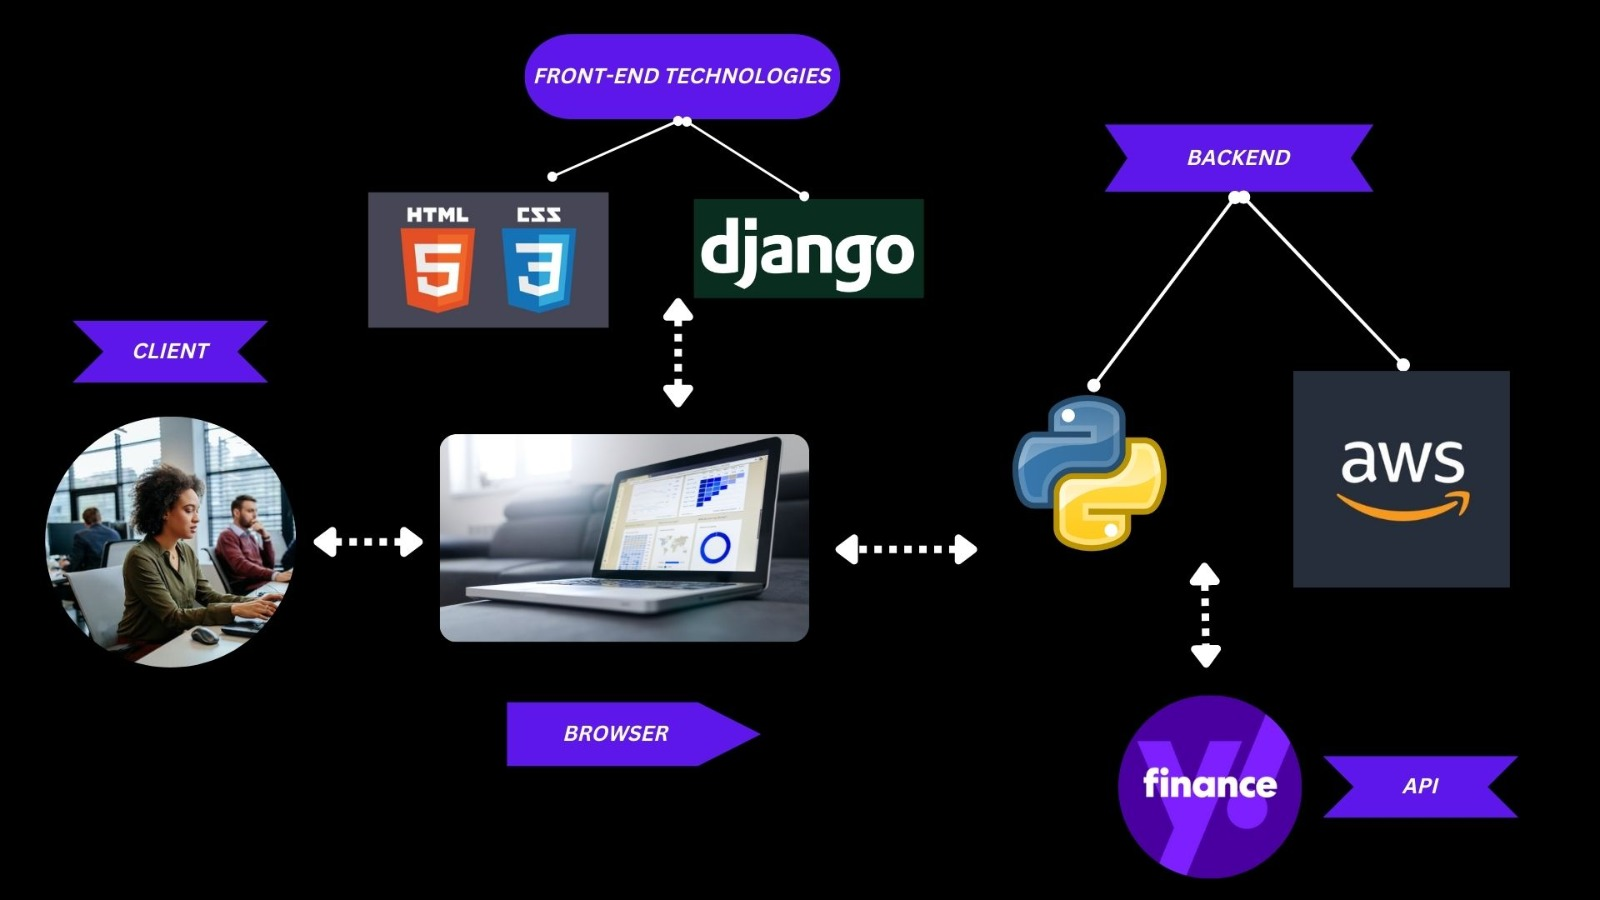 FRONT-END TECHNOLOGIES
BACKEND
HTML
CSS
5
3
django
CLIENT
aws
BROWSER
y!
finance
API